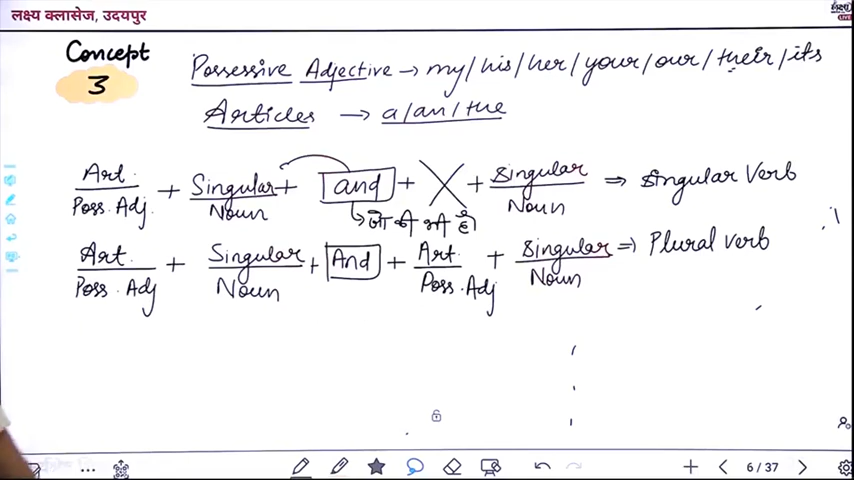 लक्ष्य क्लासेज, उदयपुर
Concept 3
Possessive Adjective → my/his/her/your/our/their/its
Articles → a/an/the
Art. / Poss. Adj. + Singular Noun + and + X + Singular Noun ⇒ Singular Verb
जो की भी है
Art. / Poss. Adj + Singular Noun + And + Art. / Poss. Adj + Singular Noun ⇒ Plural verb
6 / 37